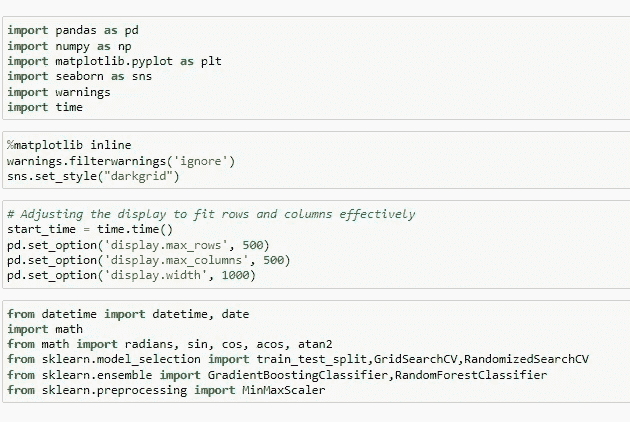 import pandas as pd
import numpy as np
import matplotlib.pyplot as plt
import seaborn as sns
import warnings
import time
%matplotlib inline
warnings.filterwarnings('ignore')
sns.set_style("darkgrid")
# Adjusting the display to fit rows and columns effectively
start_time = time.time()
pd.set_option('display.max_rows', 500)
pd.set_option('display.max_columns', 500)
pd.set_option('display.width', 1000)
from datetime import datetime, date
import math
from math import radians, sin, cos, acos, atan2
from sklearn.model_selection import train_test_split,GridSearchCV,RandomizedSearchCV
from sklearn.ensemble import GradientBoostingClassifier,RandomForestClassifier
from sklearn.preprocessing import MinMaxScaler